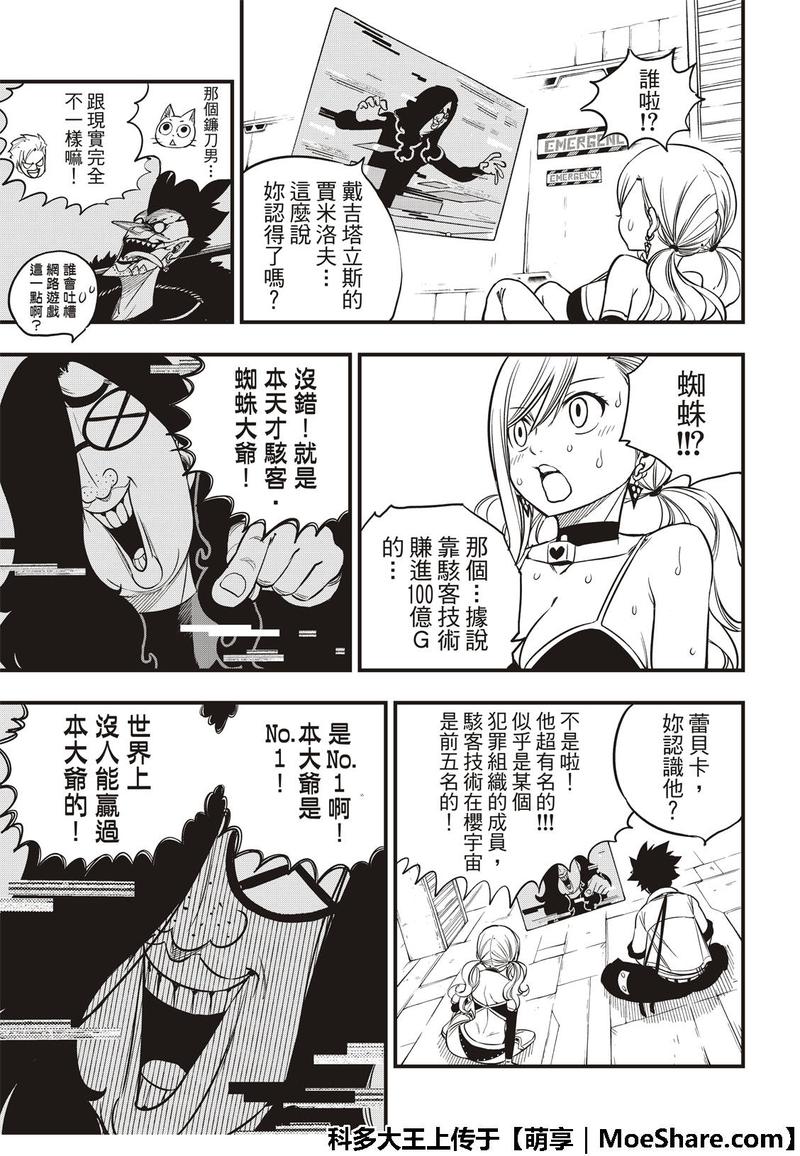 誰啦!?
EMERGENC
EMERGENCY
戴吉塔立斯的
賈米洛夫…
這麼說
妳認得了嗎?
那個鐮刀男…
跟現實完全
不一樣嘛!
誰會吐槽
網路遊戲
這一點啊?
蜘蛛!!?
那個…據說
靠駭客技術
賺進100億G
的…
沒錯!就是
本天才駭客·
蜘蛛大爺!
蕾貝卡,
妳認識他?
不是啦!
他超有名的!!!
似乎是某個
犯罪組織的成員,
駭客技術在櫻宇宙
是前五名的!
是No.1啊!
本大爺是
No.1!
世界上
沒人能贏過
本大爺的!
科多大王上传于【萌享】|MoeShare.com】